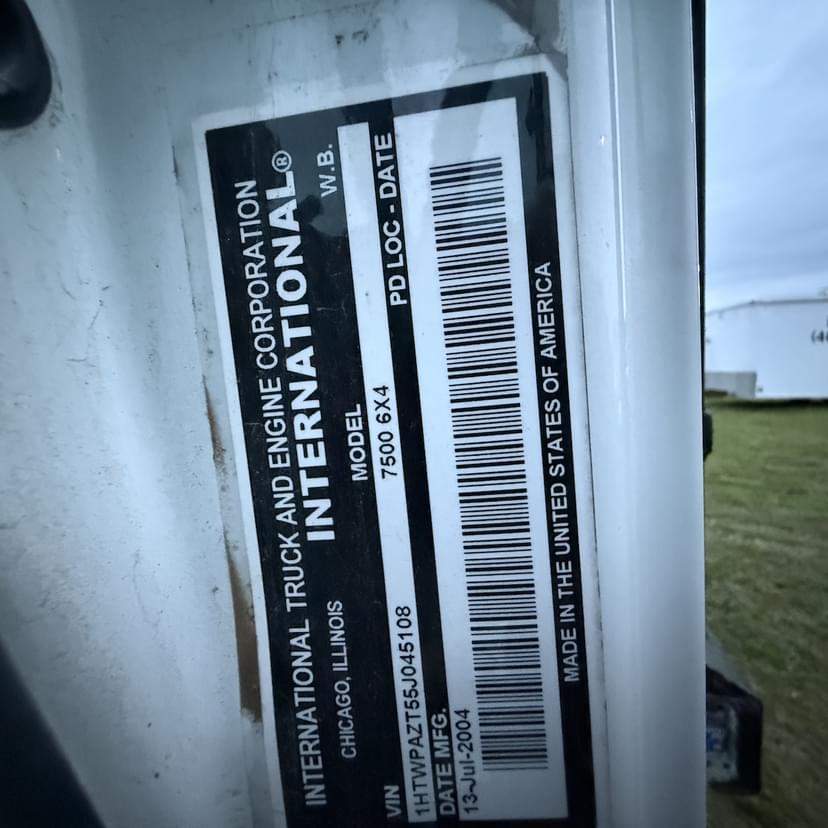 INTERNATIONAL TRUCK AND ENGINE CORPORATION
INTERNATIONAL®
CHICAGO, ILLINOIS
MODEL
W.B.
VIN
1HTWPAZT55J045108
7500 6X4
DATE MFG.
PD LOC - DATE
13-Jul-2004
MADE IN THE UNITED STATES OF AMERICA